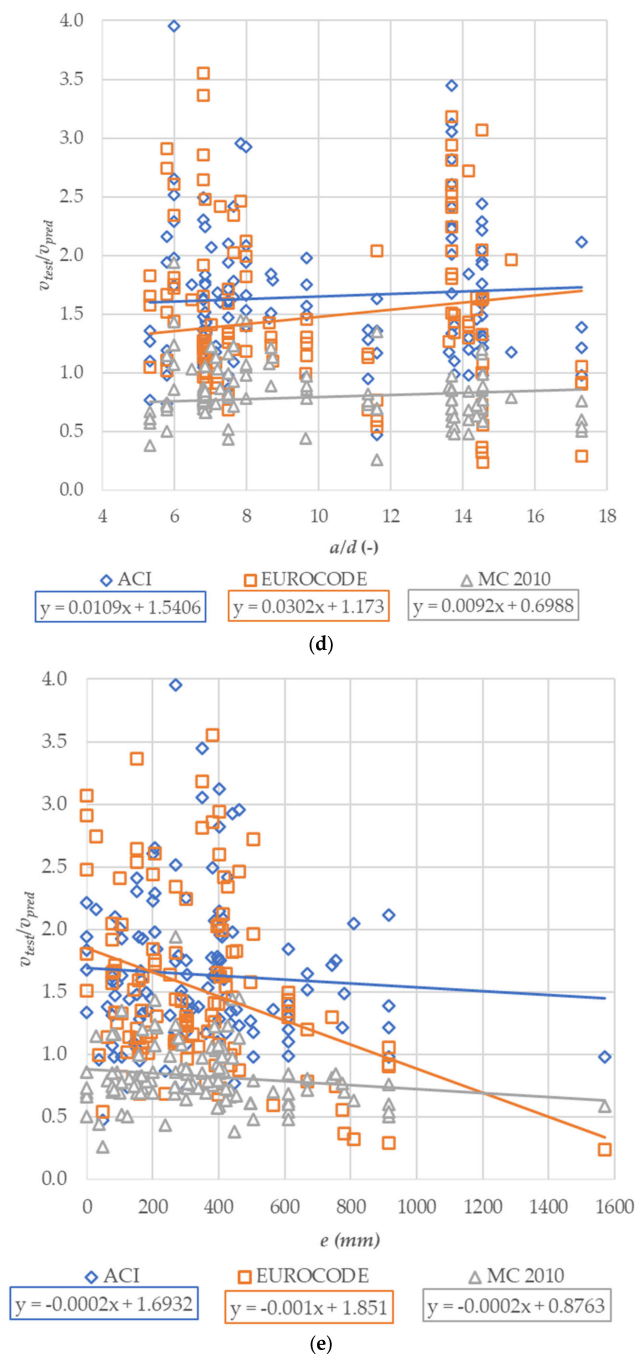 4.0
3.5
3.0
2.5
2.0
1.5
1.0
0.5
0.0
v_test/v_pred
4 6 8 10 12 14 16 18
a/d (-)
ACI EUROCODE MC 2010
y = 0.0109x + 1.5406 y = 0.0302x + 1.173 y = 0.0092x + 0.6988
(d)
4.0
3.5
3.0
2.5
2.0
1.5
1.0
0.5
0.0
v_test/v_pred
0 200 400 600 800 1000 1200 1400 1600
e (mm)
ACI EUROCODE MC 2010
y = -0.0002x + 1.6932 y = -0.001x + 1.851 y = -0.0002x + 0.8763
(e)